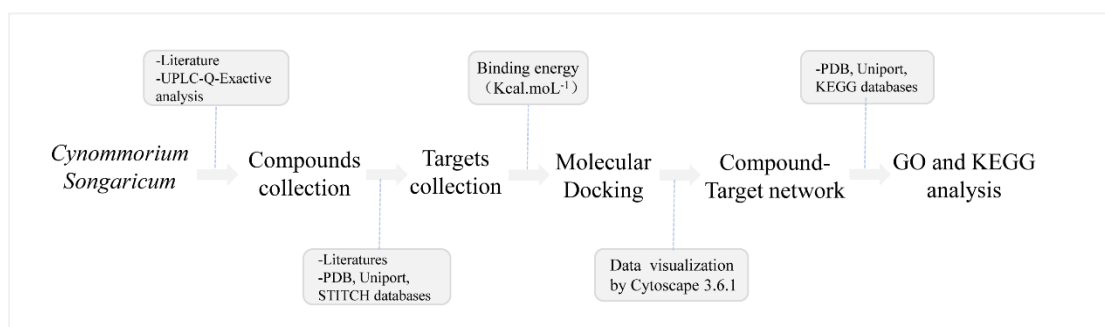 -Literature
-UPLC-Q-Exactive
analysis
Binding energy
（Kcal.moL-1）
-PDB, Uniport,
KEGG databases
Cynommorium
Songaricum
Compounds
collection
Targets
collection
Molecular
Docking
Compound-
Target network
GO and KEGG
analysis
-Literatures
-PDB, Uniport,
STITCH databases
Data visualization
by Cytoscape 3.6.1